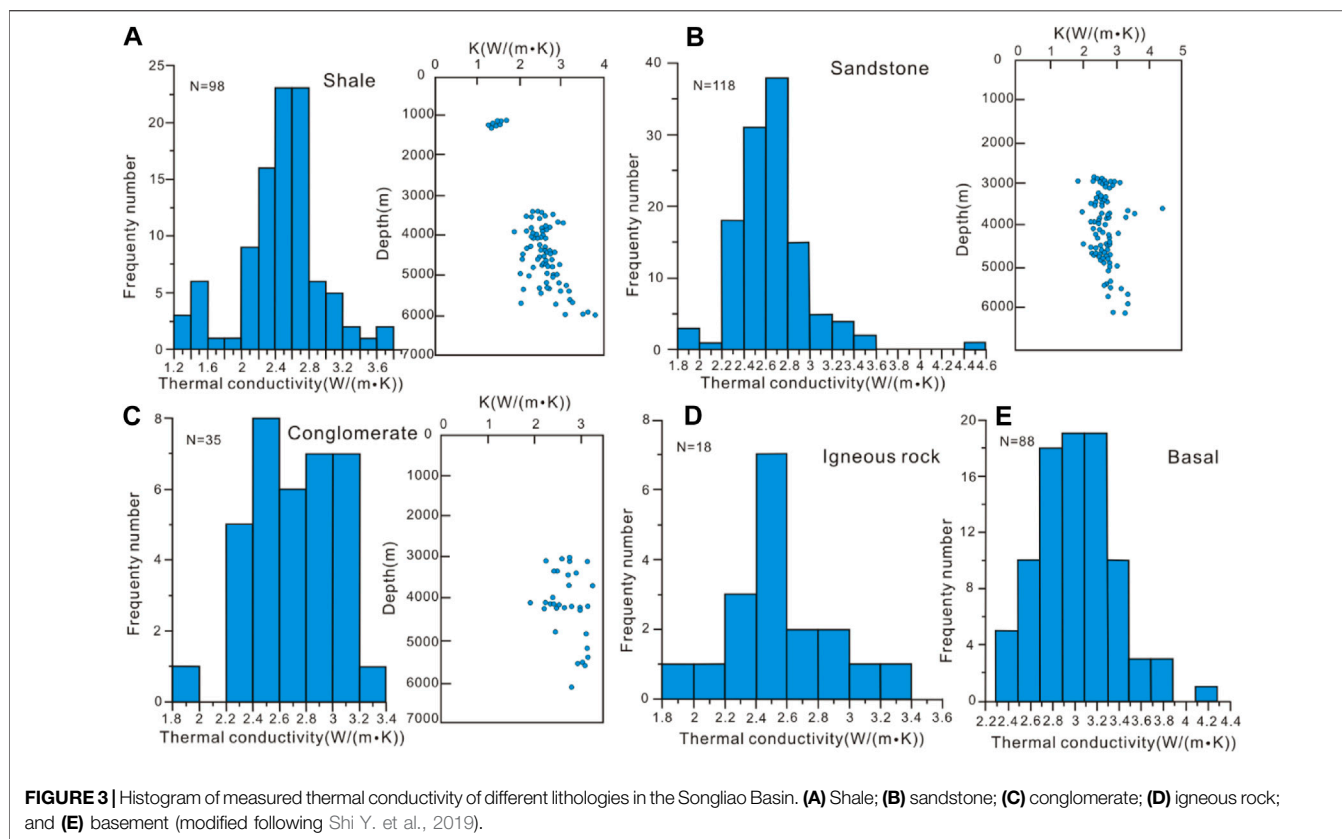 A
K(W/(m•K))
0 1 2 3 4
25
20
15
10
5
0
Frequenty number
N=98
Shale
1.2 1.6 2 2.4 2.8 3.2 3.6
Thermal conductivity(W/(m•K))
0
1000
2000
3000
4000
5000
6000
7000
Depth(m)
B
K(W/(m•K))
0 1 2 3 4 5
40
30
20
10
0
Frequenty number
N=118
Sandstone
1.8 2 2.2 2.4 2.6 2.8 3 3.2 3.4 3.6 3.8 4 4.2 4.4 4.6
Thermal conductivity(W/(m•K))
0
1000
2000
3000
4000
5000
6000
Depth(m)
C
K(W/(m•K))
0 1 2 3
8
6
4
2
0
Frequenty number
N=35
Conglomerate
1.8 2 2.2 2.4 2.6 2.8 3 3.2 3.4
Thermal conductivity(W/(m•K))
0
1000
2000
3000
4000
5000
6000
7000
Depth(m)
D
8
6
4
2
0
Frequenty number
N=18
Igneous rock
1.8 2 2.2 2.4 2.6 2.8 3 3.2 3.4 3.6
Thermal conductivity(W/(m•K))
E
20
16
12
8
4
0
Frequenty number
N=88
Basal
2.2 2.4 2.6 2.8 3 3.2 3.4 3.6 3.8 4 4.2 4.4
Thermal conductivity(W/(m•K))
FIGURE 3 | Histogram of measured thermal conductivity of different lithologies in the Songliao Basin. (A) Shale; (B) sandstone; (C) conglomerate; (D) igneous rock;
and (E) basement (modified following Shi Y. et al., 2019).